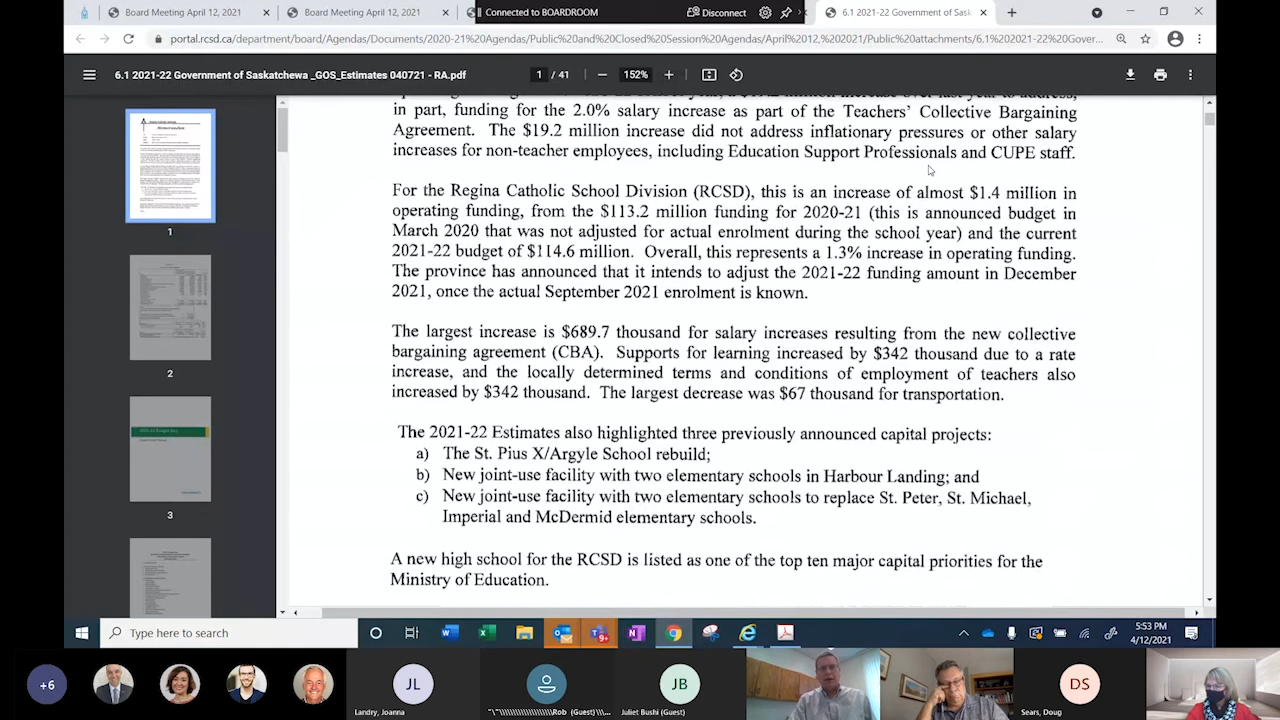 Board Meeting April 12, 2021
Board Meeting April 12, 2021
Connected to BOARDROOM
Disconnect
6.1 2021-22 Government of Sask
portal.rcsd.ca/department/board/Agendas/Documents/2020-21%20Agendas/Public%20and%20Closed%20Session%20Agendas/April%2012,%202021/Public%20attachments/6.1%202021-22%20Gover...
6.1 2021-22 Government of Saskatchewa _GOS_Estimates 040721 - RA.pdf
1 / 41
152%
in part, funding for the 2.0% salary increase as part of the Teachers' Collective Bargaining
Agreement. The $19.2 million increase did not address inflationary pressures or other salary
increases for non-teacher employees, including Education Support Professionals and CUPE staff.
For the Regina Catholic School Division (RCSD), this is an increase of almost $1.4 million in
operating funding, from the $113.2 million funding for 2020-21 (this is announced budget in
March 2020 that was not adjusted for actual enrolment during the school year) and the current
2021-22 budget of $114.6 million. Overall, this represents a 1.3% increase in operating funding.
The province has announced that it intends to adjust the 2021-22 funding amount in December
2021, once the actual September 2021 enrolment is known.
The largest increase is $689.7 thousand for salary increases resulting from the new collective
bargaining agreement (CBA). Supports for learning increased by $342 thousand due to a rate
increase, and the locally determined terms and conditions of employment of teachers also
increased by $342 thousand. The largest decrease was $67 thousand for transportation.
The 2021-22 Estimates also highlighted three previously announced capital projects:
a) The St. Pius X/Argyle School rebuild;
b) New joint-use facility with two elementary schools in Harbour Landing; and
c) New joint-use facility with two elementary schools to replace St. Peter, St. Michael,
Imperial and McDermid elementary schools.
A new high school for the RCSD is listed as one of the top ten major capital priorities for the
Ministry of Education.
1
2
3
Type here to search
9+
5:53 PM
4/12/2021
+6
JL
JB
DS
Landry, Joanna
Rob (Guest)
Juliet Bushi (Guest)
Sears, Doug